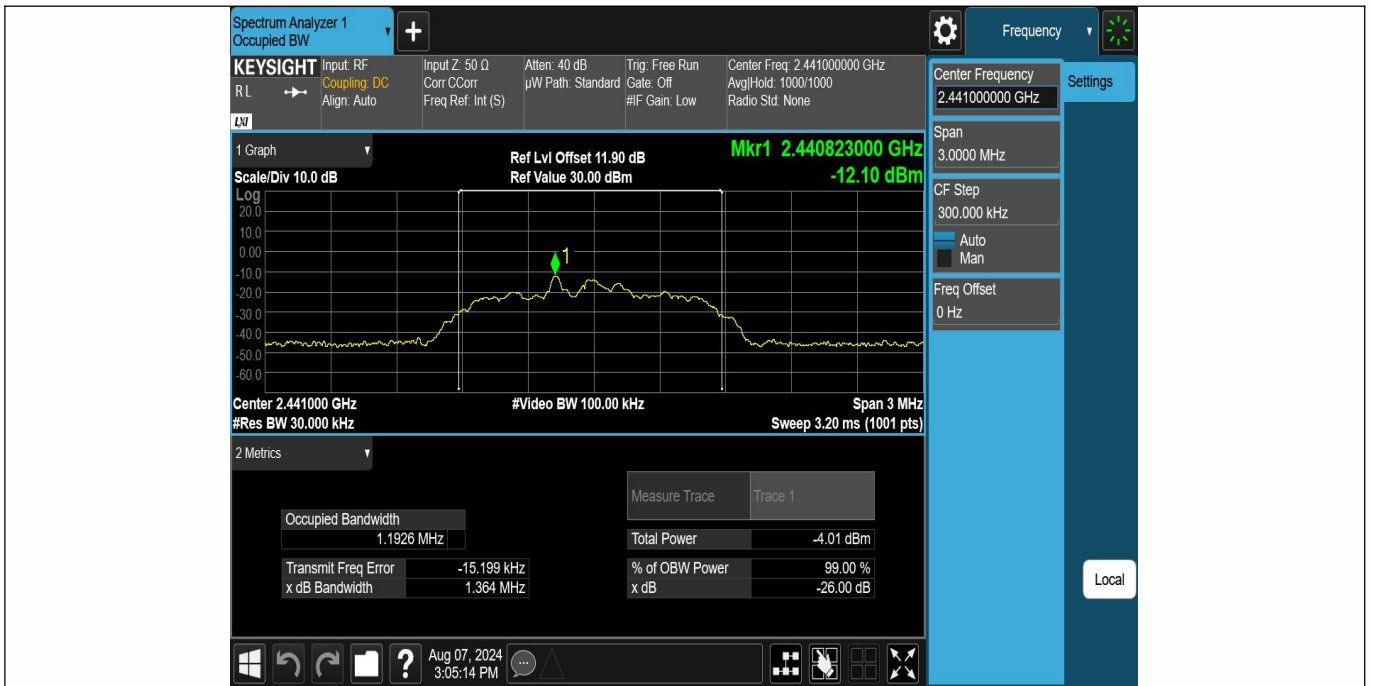 Spectrum Analyzer 1
Occupied BW
+
Frequency
KEYSIGHT
RL
LXI
Input: RF
Coupling: DC
Align: Auto
Input Z: 50 Ω
Corr CCorr
Freq Ref: Int (S)
Atten: 40 dB
µW Path: Standard
Trig: Free Run
Gate: Off
#IF Gain: Low
Center Freq: 2.441000000 GHz
Avg|Hold: 1000/1000
Radio Std: None
Center Frequency
2.441000000 GHz
Settings
Span
3.0000 MHz
CF Step
300.000 kHz
Auto
Man
Freq Offset
0 Hz
Local
1 Graph
Scale/Div 10.0 dB
Ref Lvl Offset 11.90 dB
Ref Value 30.00 dBm
Mkr1 2.440823000 GHz
-12.10 dBm
Log
20.0
10.0
0.00
-10.0
-20.0
-30.0
-40.0
-50.0
-60.0
1
Center 2.441000 GHz
#Video BW 100.00 kHz
Span 3 MHz
#Res BW 30.000 kHz
Sweep 3.20 ms (1001 pts)
2 Metrics
Measure Trace
Trace 1
Occupied Bandwidth
1.1926 MHz
Total Power
-4.01 dBm
Transmit Freq Error
-15.199 kHz
% of OBW Power
99.00 %
x dB Bandwidth
1.364 MHz
x dB
-26.00 dB
?
Aug 07, 2024
3:05:14 PM